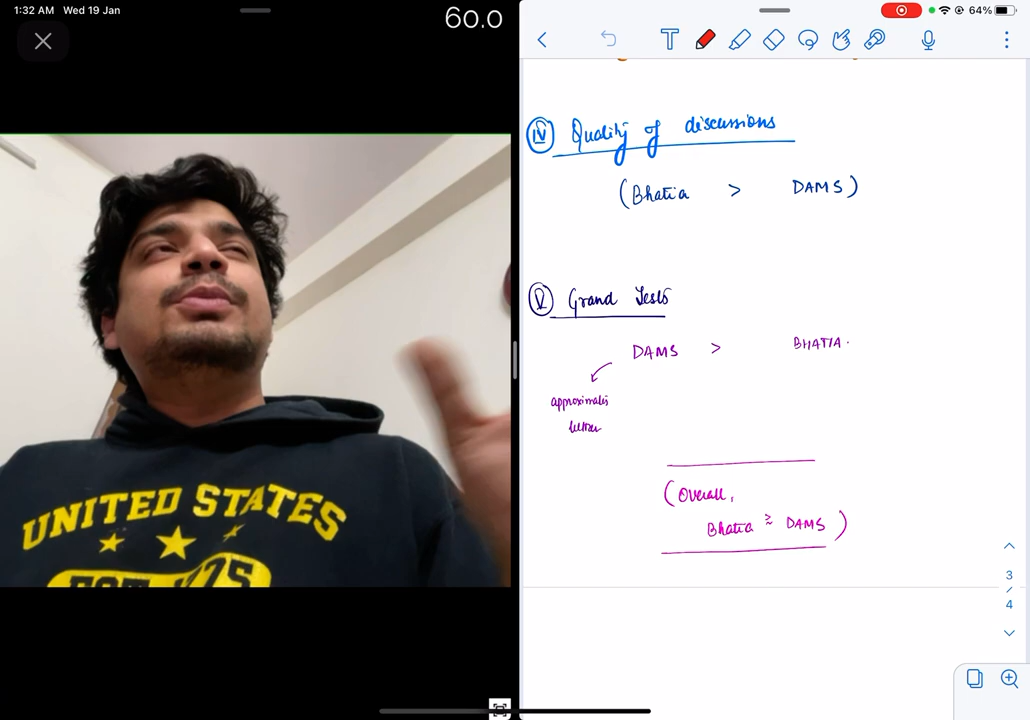 1:32 AM Wed 19 Jan
60.0
64%
IV Quality of discussions
(Bhatia > DAMS)
V Grand Tests
DAMS > BHATIA.
approximates
better
(Overall,
Bhatia ≳ DAMS)
3
/
4
UNITED STATES